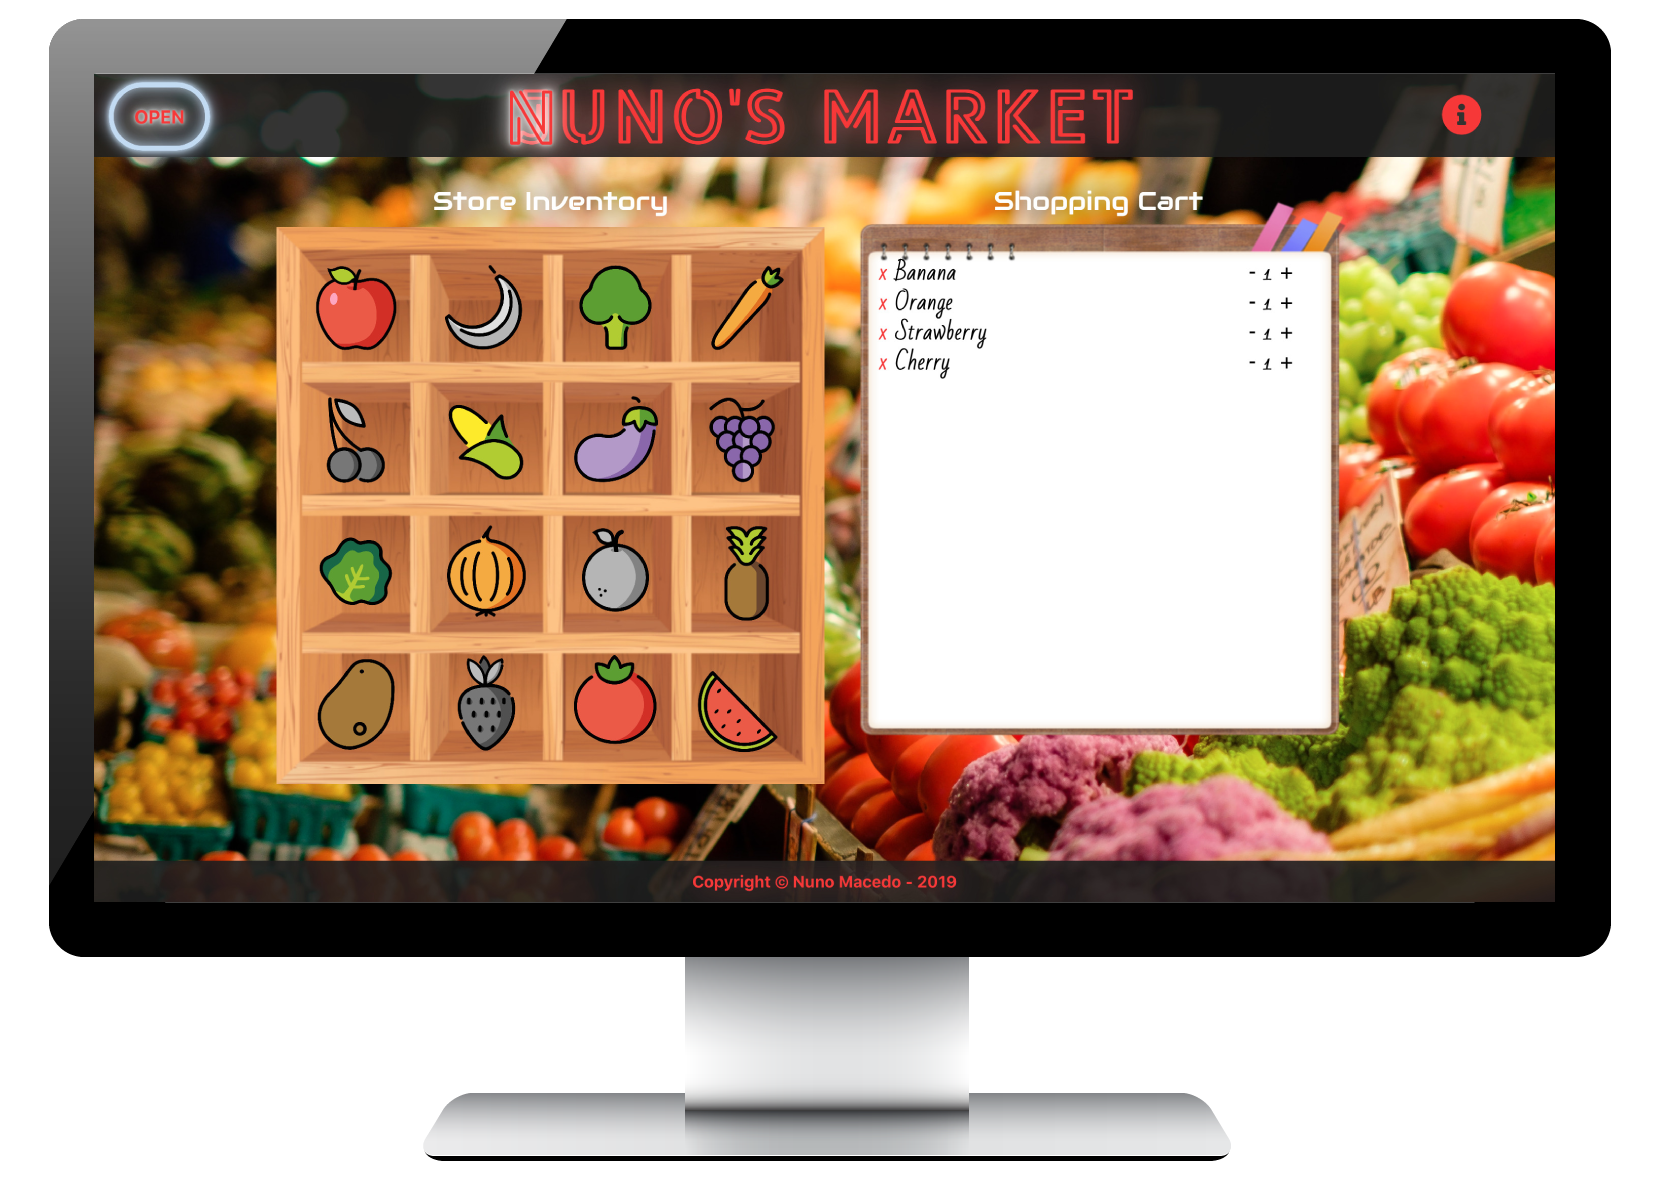 OPEN
NUNO'S MARKET
Store Inventory
Shopping Cart
x Banana - 1 +
x Orange - 1 +
x Strawberry - 1 +
x Cherry - 1 +
Copyright © Nuno Macedo - 2019